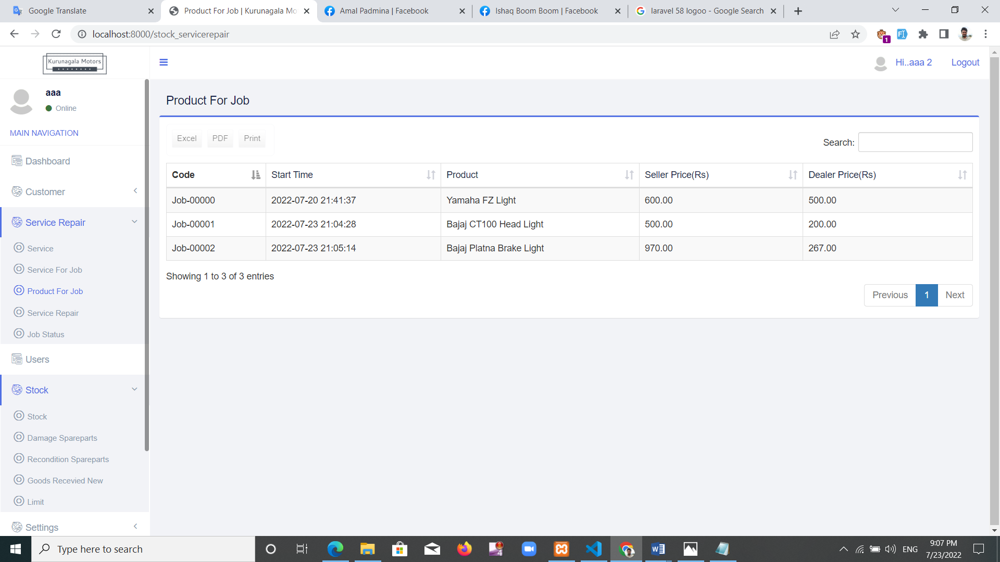 Google Translate
Product For Job | Kurunagala Mo
Amal Padmina | Facebook
Ishaq Boom Boom | Facebook
laravel 58 logoo - Google Search
localhost:8000/stock_servicerepair
1
Kurunagala Motors
Hi..aaa 2
Logout
aaa
Online
MAIN NAVIGATION
Dashboard
Customer
Service Repair
Service
Service For Job
Product For Job
Service Repair
Job Status
Users
Stock
Stock
Damage Spareparts
Recondition Spareparts
Goods Recevied New
Limit
Settings
Product For Job
Excel PDF Print
Search:
Code Start Time Product Seller Price(Rs) Dealer Price(Rs)
Job-00000 2022-07-20 21:41:37 Yamaha FZ Light 600.00 500.00
Job-00001 2022-07-23 21:04:28 Bajaj CT100 Head Light 500.00 200.00
Job-00002 2022-07-23 21:05:14 Bajaj Platna Brake Light 970.00 267.00
Showing 1 to 3 of 3 entries
Previous 1 Next
Type here to search
ENG
9:07 PM
7/23/2022